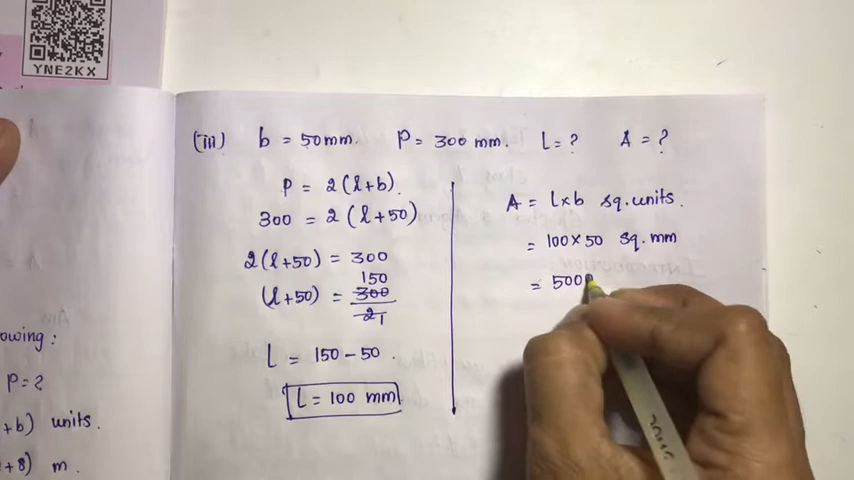 YNE2KX
(iii) b = 50mm. P = 300 mm. L = ? A = ?
P = 2(l+b)
300 = 2(l+50)
2(l+50) = 300
150
(l+50) = 300
2 1
L = 150 - 50
L = 100 mm
A = l×b sq. units.
= 100×50 sq. mm
= 500
owing:
P = ?
+b) units.
+8) m